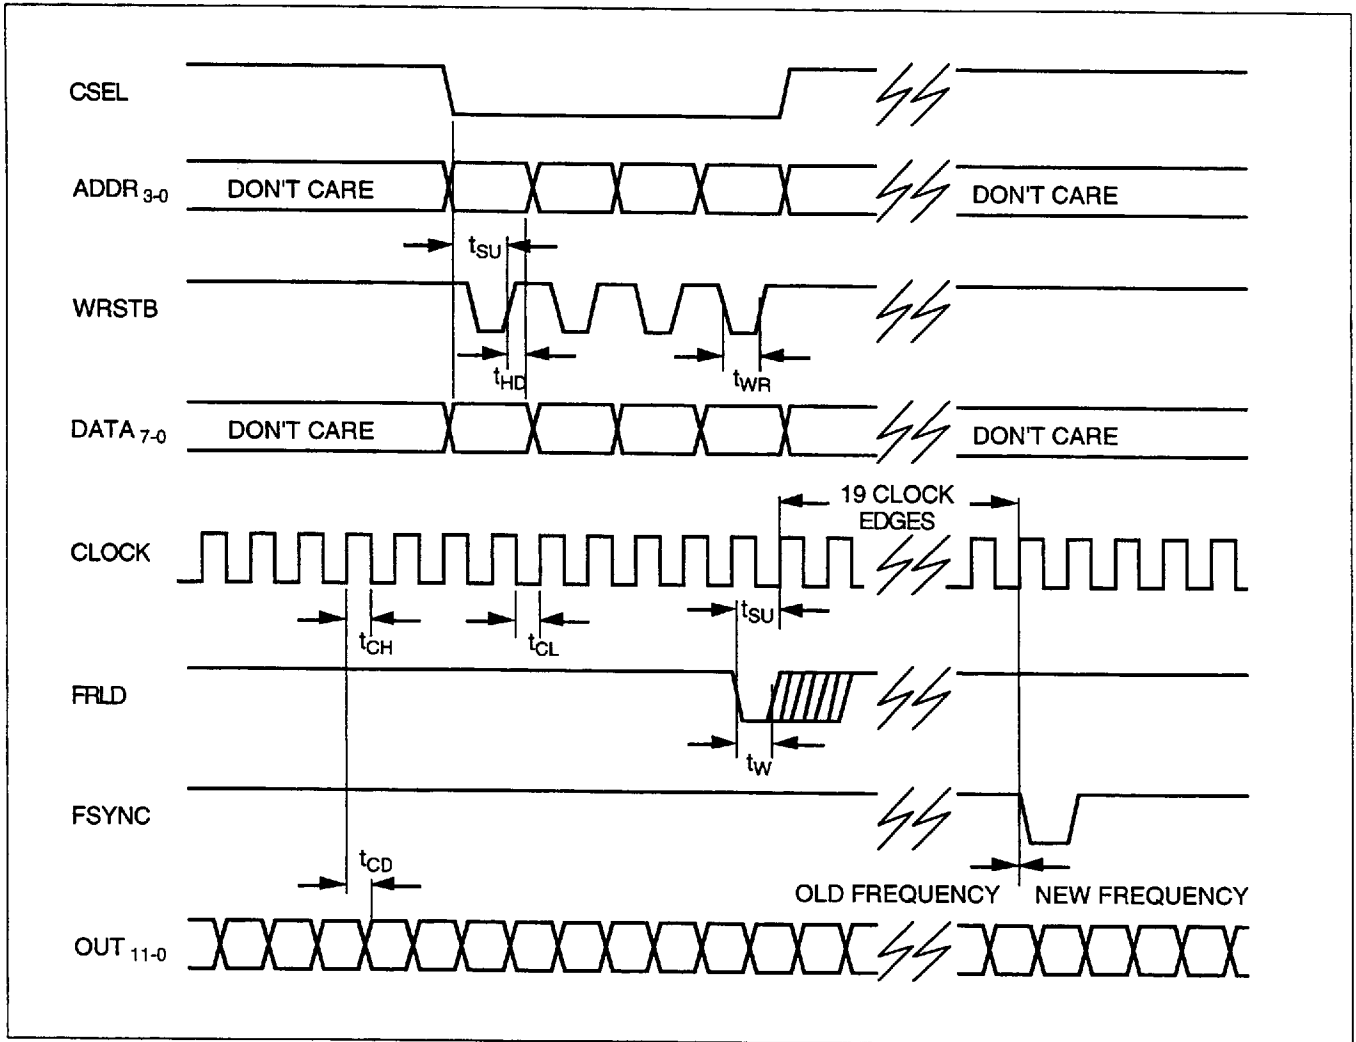 CSEL
ADDR 3-0
DON'T CARE
DON'T CARE
tSU
WRSTB
tHD
tWR
DATA 7-0
DON'T CARE
DON'T CARE
19 CLOCK
EDGES
CLOCK
tSU
tCH
tCL
FRLD
tW
FSYNC
tCD
OLD FREQUENCY
NEW FREQUENCY
OUT 11-0